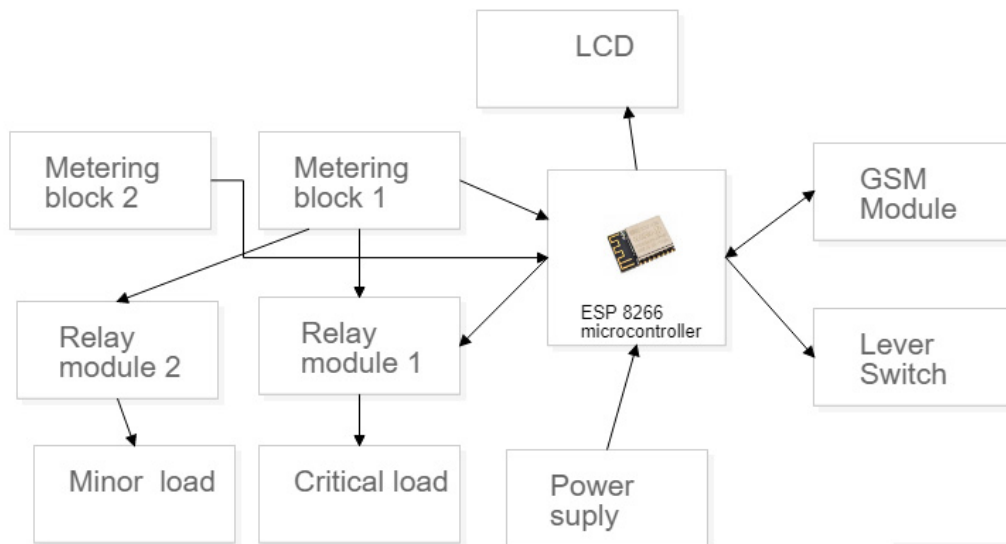 LCD
Metering
block 2
Metering
block 1
GSM
Module
ESP 8266
microcontroller
Relay
module 2
Relay
module 1
Lever
Switch
Minor load
Critical load
Power
suply